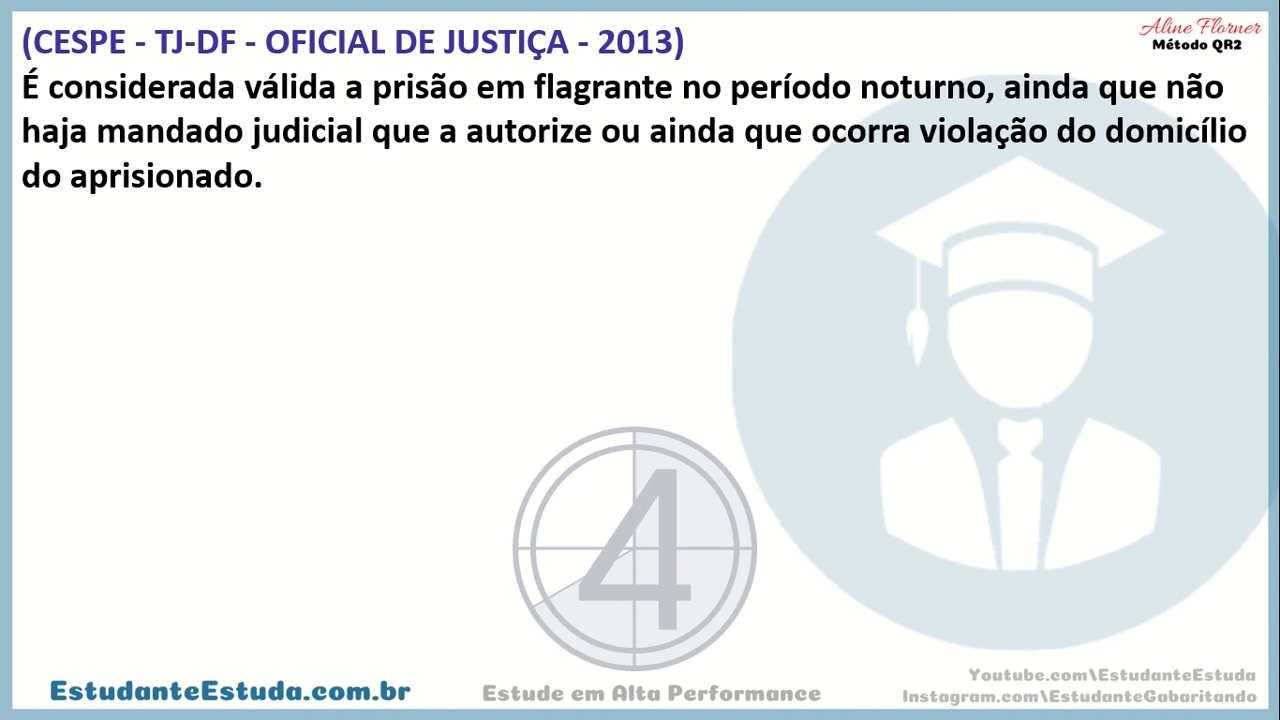 (CESPE - TJ-DF - OFICIAL DE JUSTIÇA - 2013)
Aline Florner
Método QR2
É considerada válida a prisão em flagrante no período noturno, ainda que não
haja mandado judicial que a autorize ou ainda que ocorra violação do domicílio
do aprisionado.
4
EstudanteEstuda.com.br
Estude em Alta Performance
Youtube.com\EstudanteEstuda
Instagram.com\EstudanteGabaritando